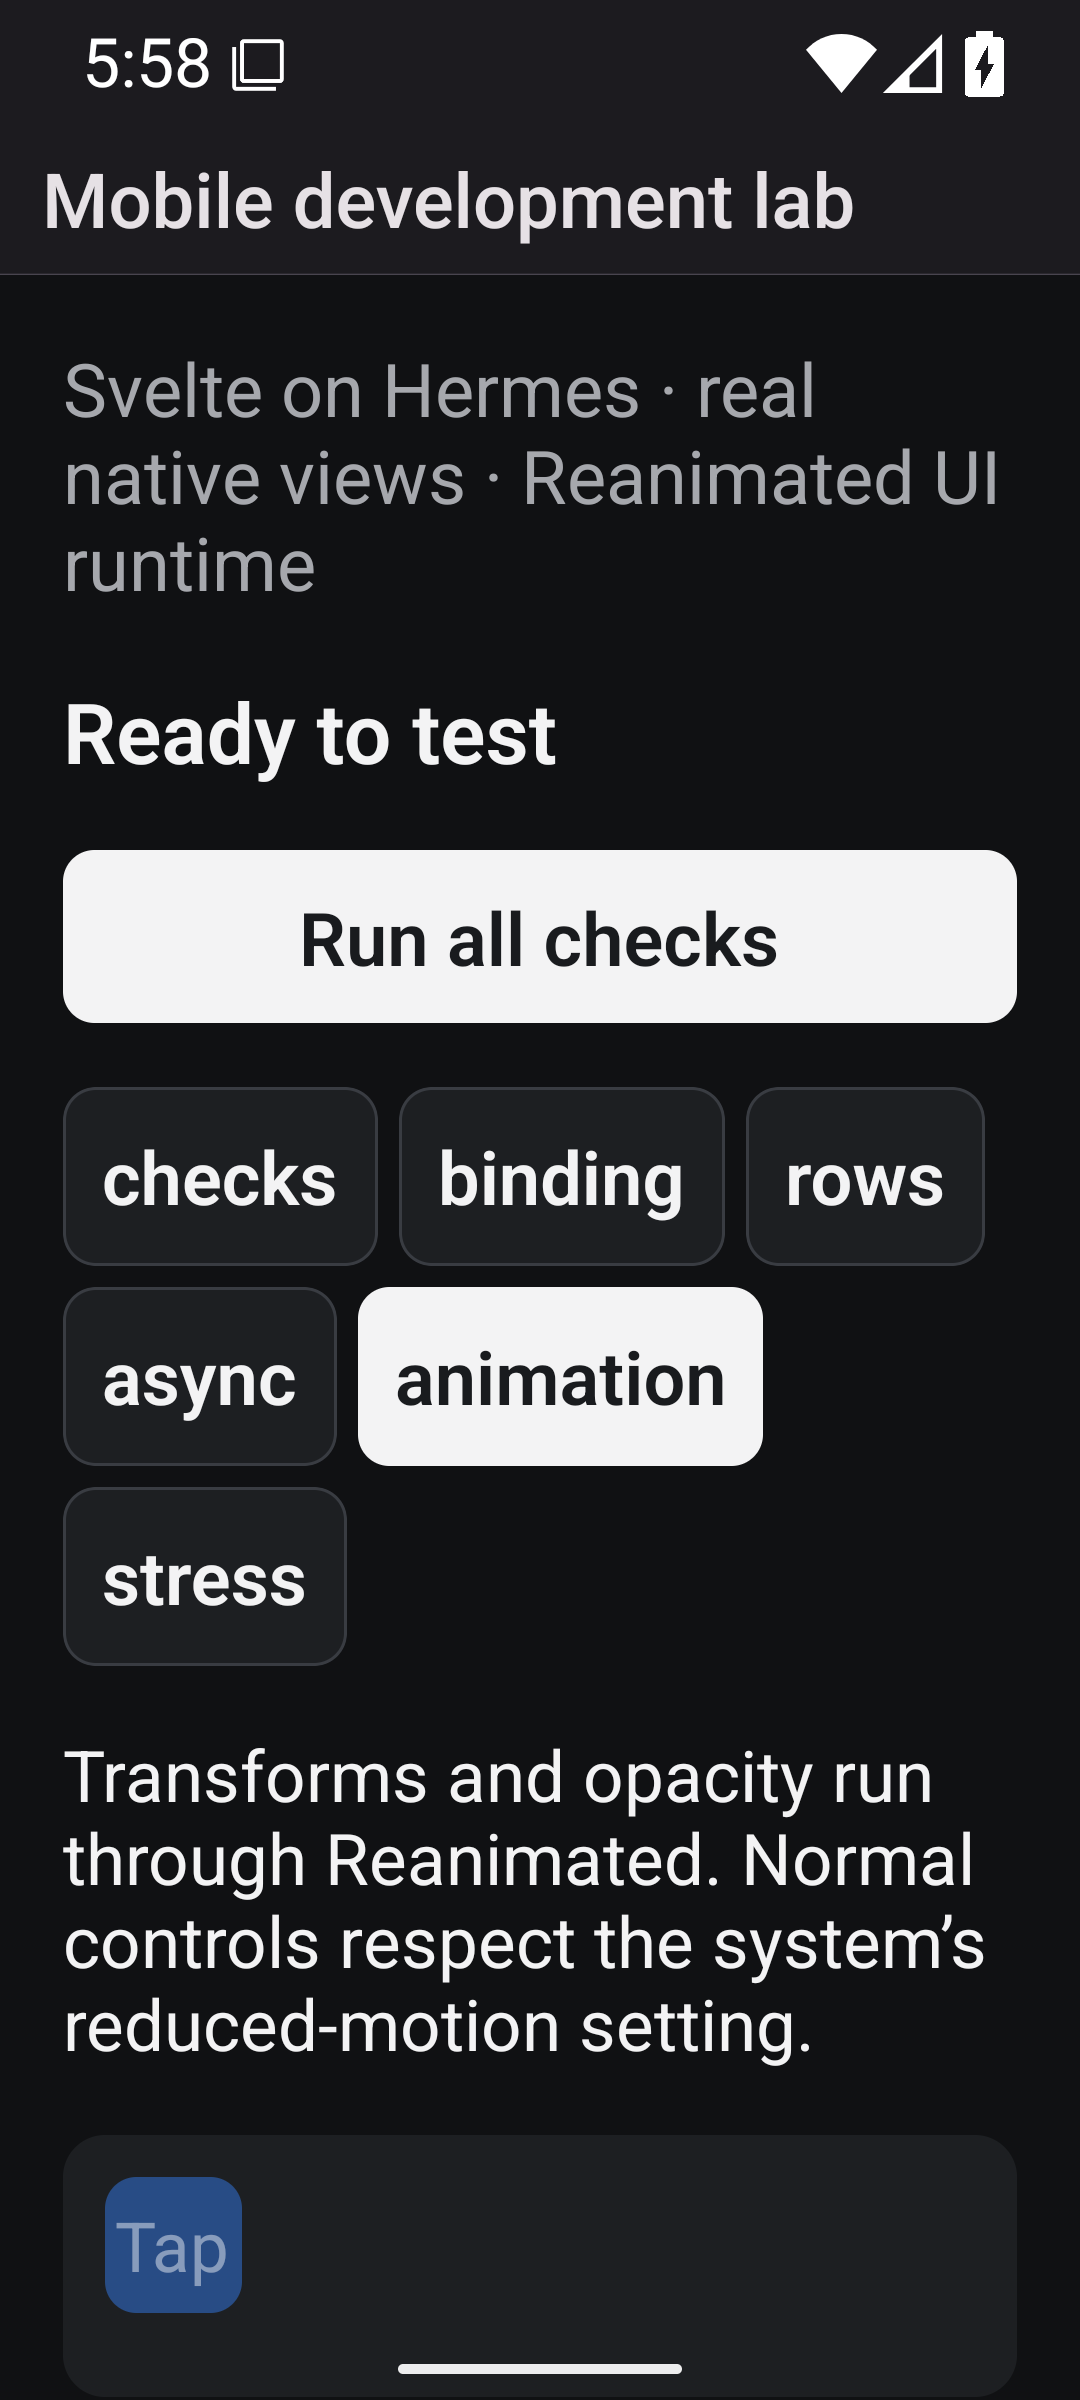 5:58
Mobile development lab
Svelte on Hermes · real
native views · Reanimated UI
runtime
Ready to test
Run all checks
checks
binding
rows
async
animation
stress
Transforms and opacity run
through Reanimated. Normal
controls respect the system’s
reduced-motion setting.
Tap